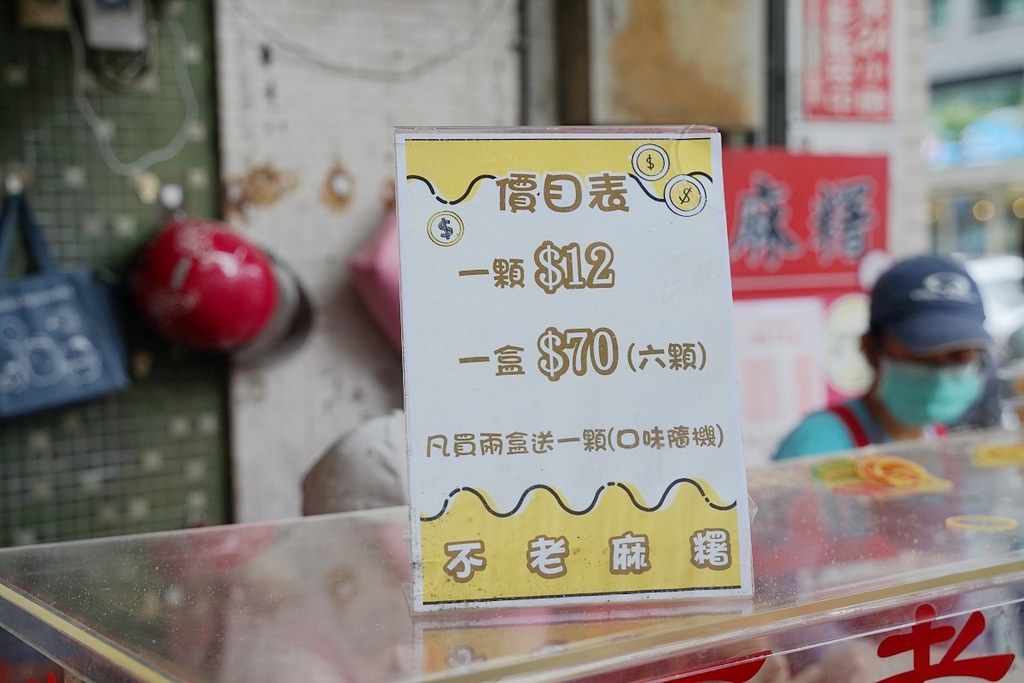 價目表
一顆 $12
一盒 $70 (六顆)
凡買兩盒送一顆(口味隨機)
不老麻糬
麻糬
老